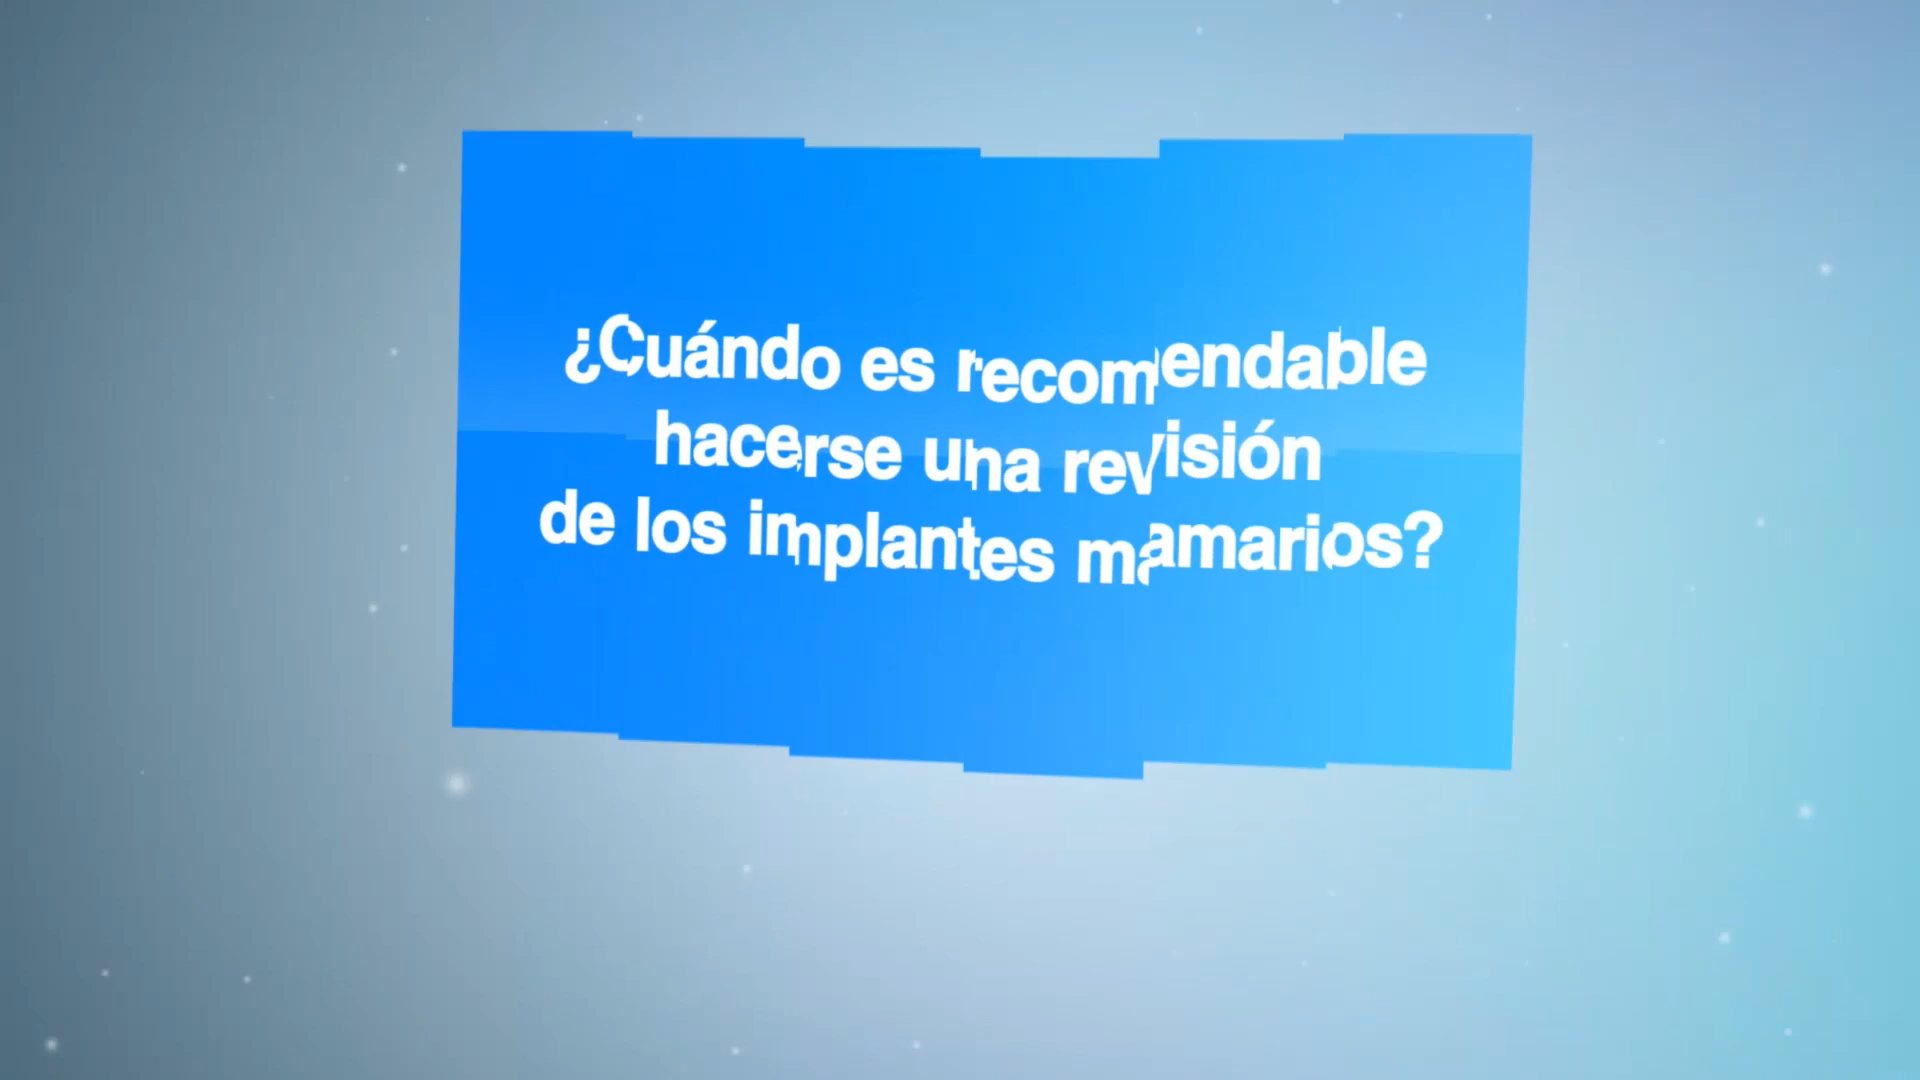 ¿Cuándo es recomendable
hacerse una revisión
de los implantes mamarios?